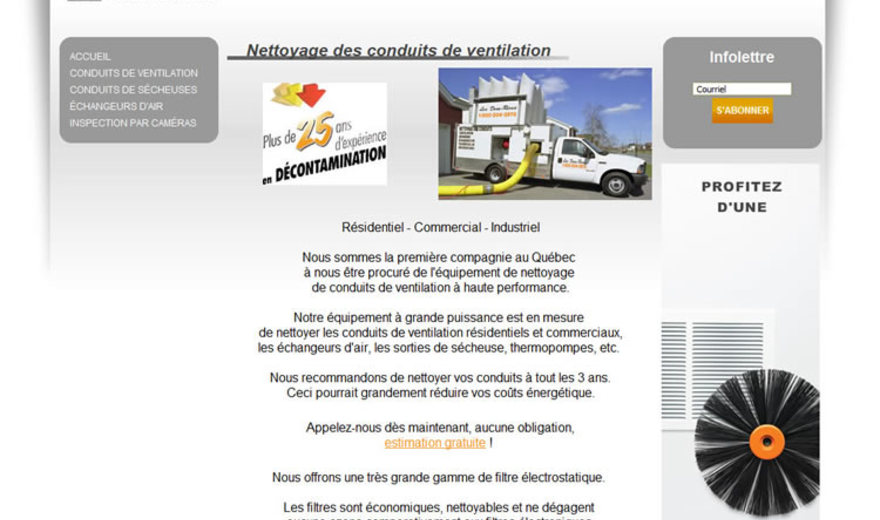 ACCUEIL
CONDUITS DE VENTILATION
CONDUITS DE SÉCHEUSES
ÉCHANGEURS D'AIR
INSPECTION PAR CAMÉRAS
Nettoyage des conduits de ventilation
Plus de 25 ans
d'expérience
en DÉCONTAMINATION
Résidentiel - Commercial - Industriel
Nous sommes la première compagnie au Québec
à nous être procuré de l'équipement de nettoyage
de conduits de ventilation à haute performance.
Notre équipement à grande puissance est en mesure
de nettoyer les conduits de ventilation résidentiels et commerciaux,
les échangeurs d'air, les sorties de sécheuse, thermopompes, etc.
Nous recommandons de nettoyer vos conduits à tout les 3 ans.
Ceci pourrait grandement réduire vos coûts énergétique.
Appelez-nous dès maintenant, aucune obligation,
estimation gratuite !
Nous offrons une très grande gamme de filtre électrostatique.
Les filtres sont économiques, nettoyables et ne dégagent
Infolettre
Courriel
S'ABONNER
PROFITEZ
D'UNE